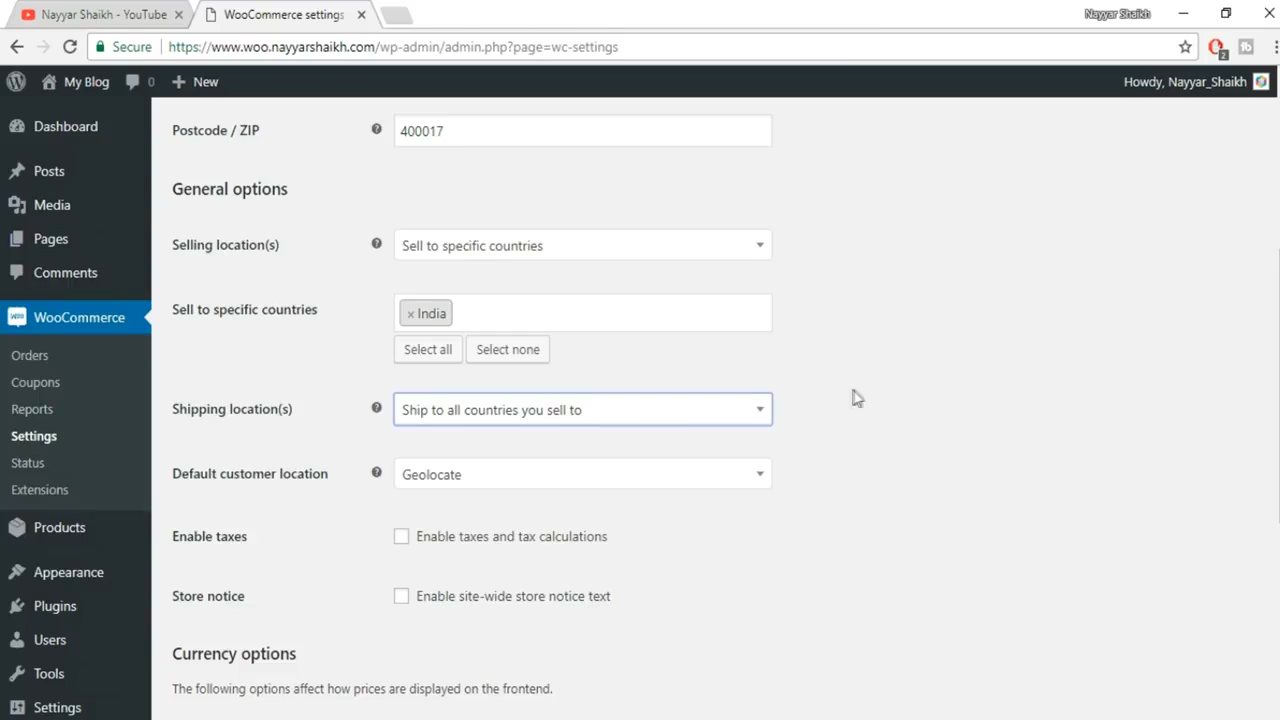 Nayyar Shaikh - YouTube
WooCommerce settings
Nayyar Shaikh
Secure https://www.woo.nayyarshaikh.com/wp-admin/admin.php?page=wc-settings
2
My Blog 0 New
Howdy, Nayyar_Shaikh
Dashboard
Posts
Media
Pages
Comments
WooCommerce
Orders
Coupons
Reports
Settings
Status
Extensions
Products
Appearance
Plugins
Users
Tools
Settings
Postcode / ZIP 400017
General options
Selling location(s) Sell to specific countries
Sell to specific countries × India
Select all Select none
Shipping location(s) Ship to all countries you sell to
Default customer location Geolocate
Enable taxes Enable taxes and tax calculations
Store notice Enable site-wide store notice text
Currency options
The following options affect how prices are displayed on the frontend.